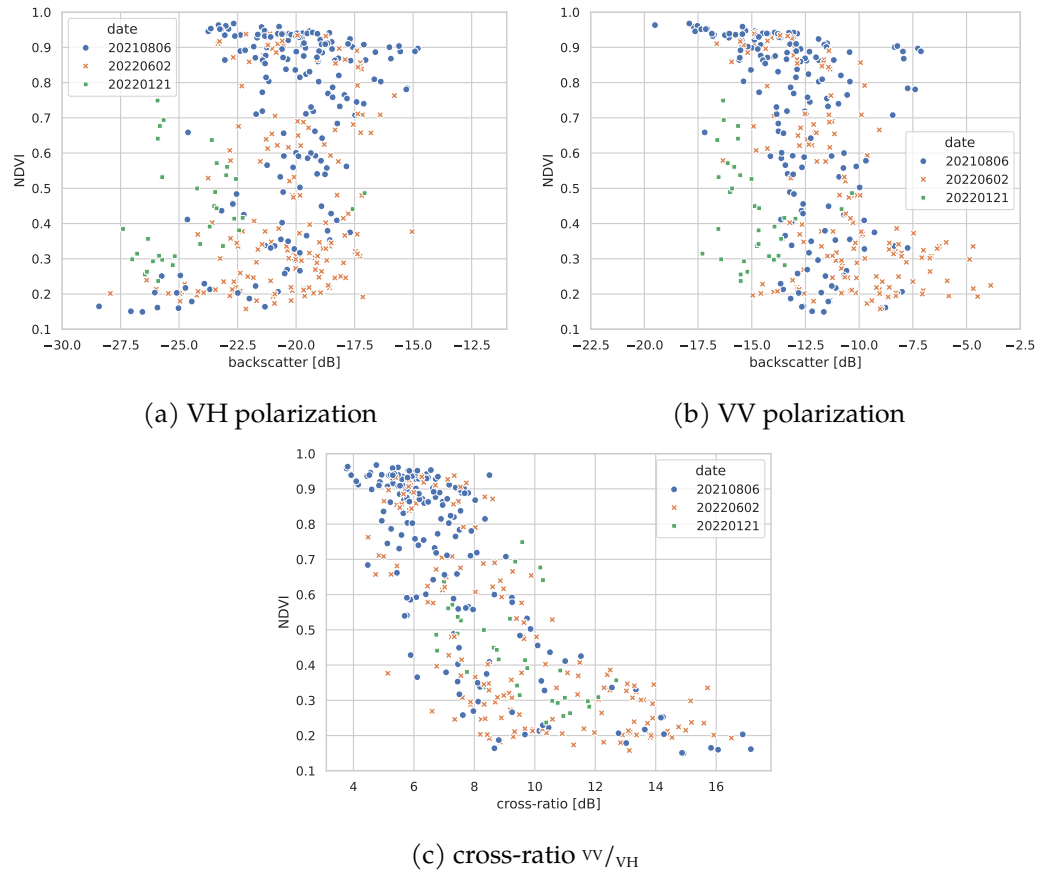 1.0
0.9
0.8
0.7
0.6
0.5
0.4
0.3
0.2
0.1
NDVI
date
20210806
20220602
20220121
−30.0 −27.5 −25.0 −22.5 −20.0 −17.5 −15.0 −12.5
backscatter [dB]
(a) VH polarization
1.0
0.9
0.8
0.7
0.6
0.5
0.4
0.3
0.2
0.1
NDVI
date
20210806
20220602
20220121
−22.5 −20.0 −17.5 −15.0 −12.5 −10.0 −7.5 −5.0 −2.5
backscatter [dB]
(b) VV polarization
1.0
0.9
0.8
0.7
0.6
0.5
0.4
0.3
0.2
0.1
NDVI
date
20210806
20220602
20220121
4 6 8 10 12 14 16
cross-ratio [dB]
(c) cross-ratio VV/VH